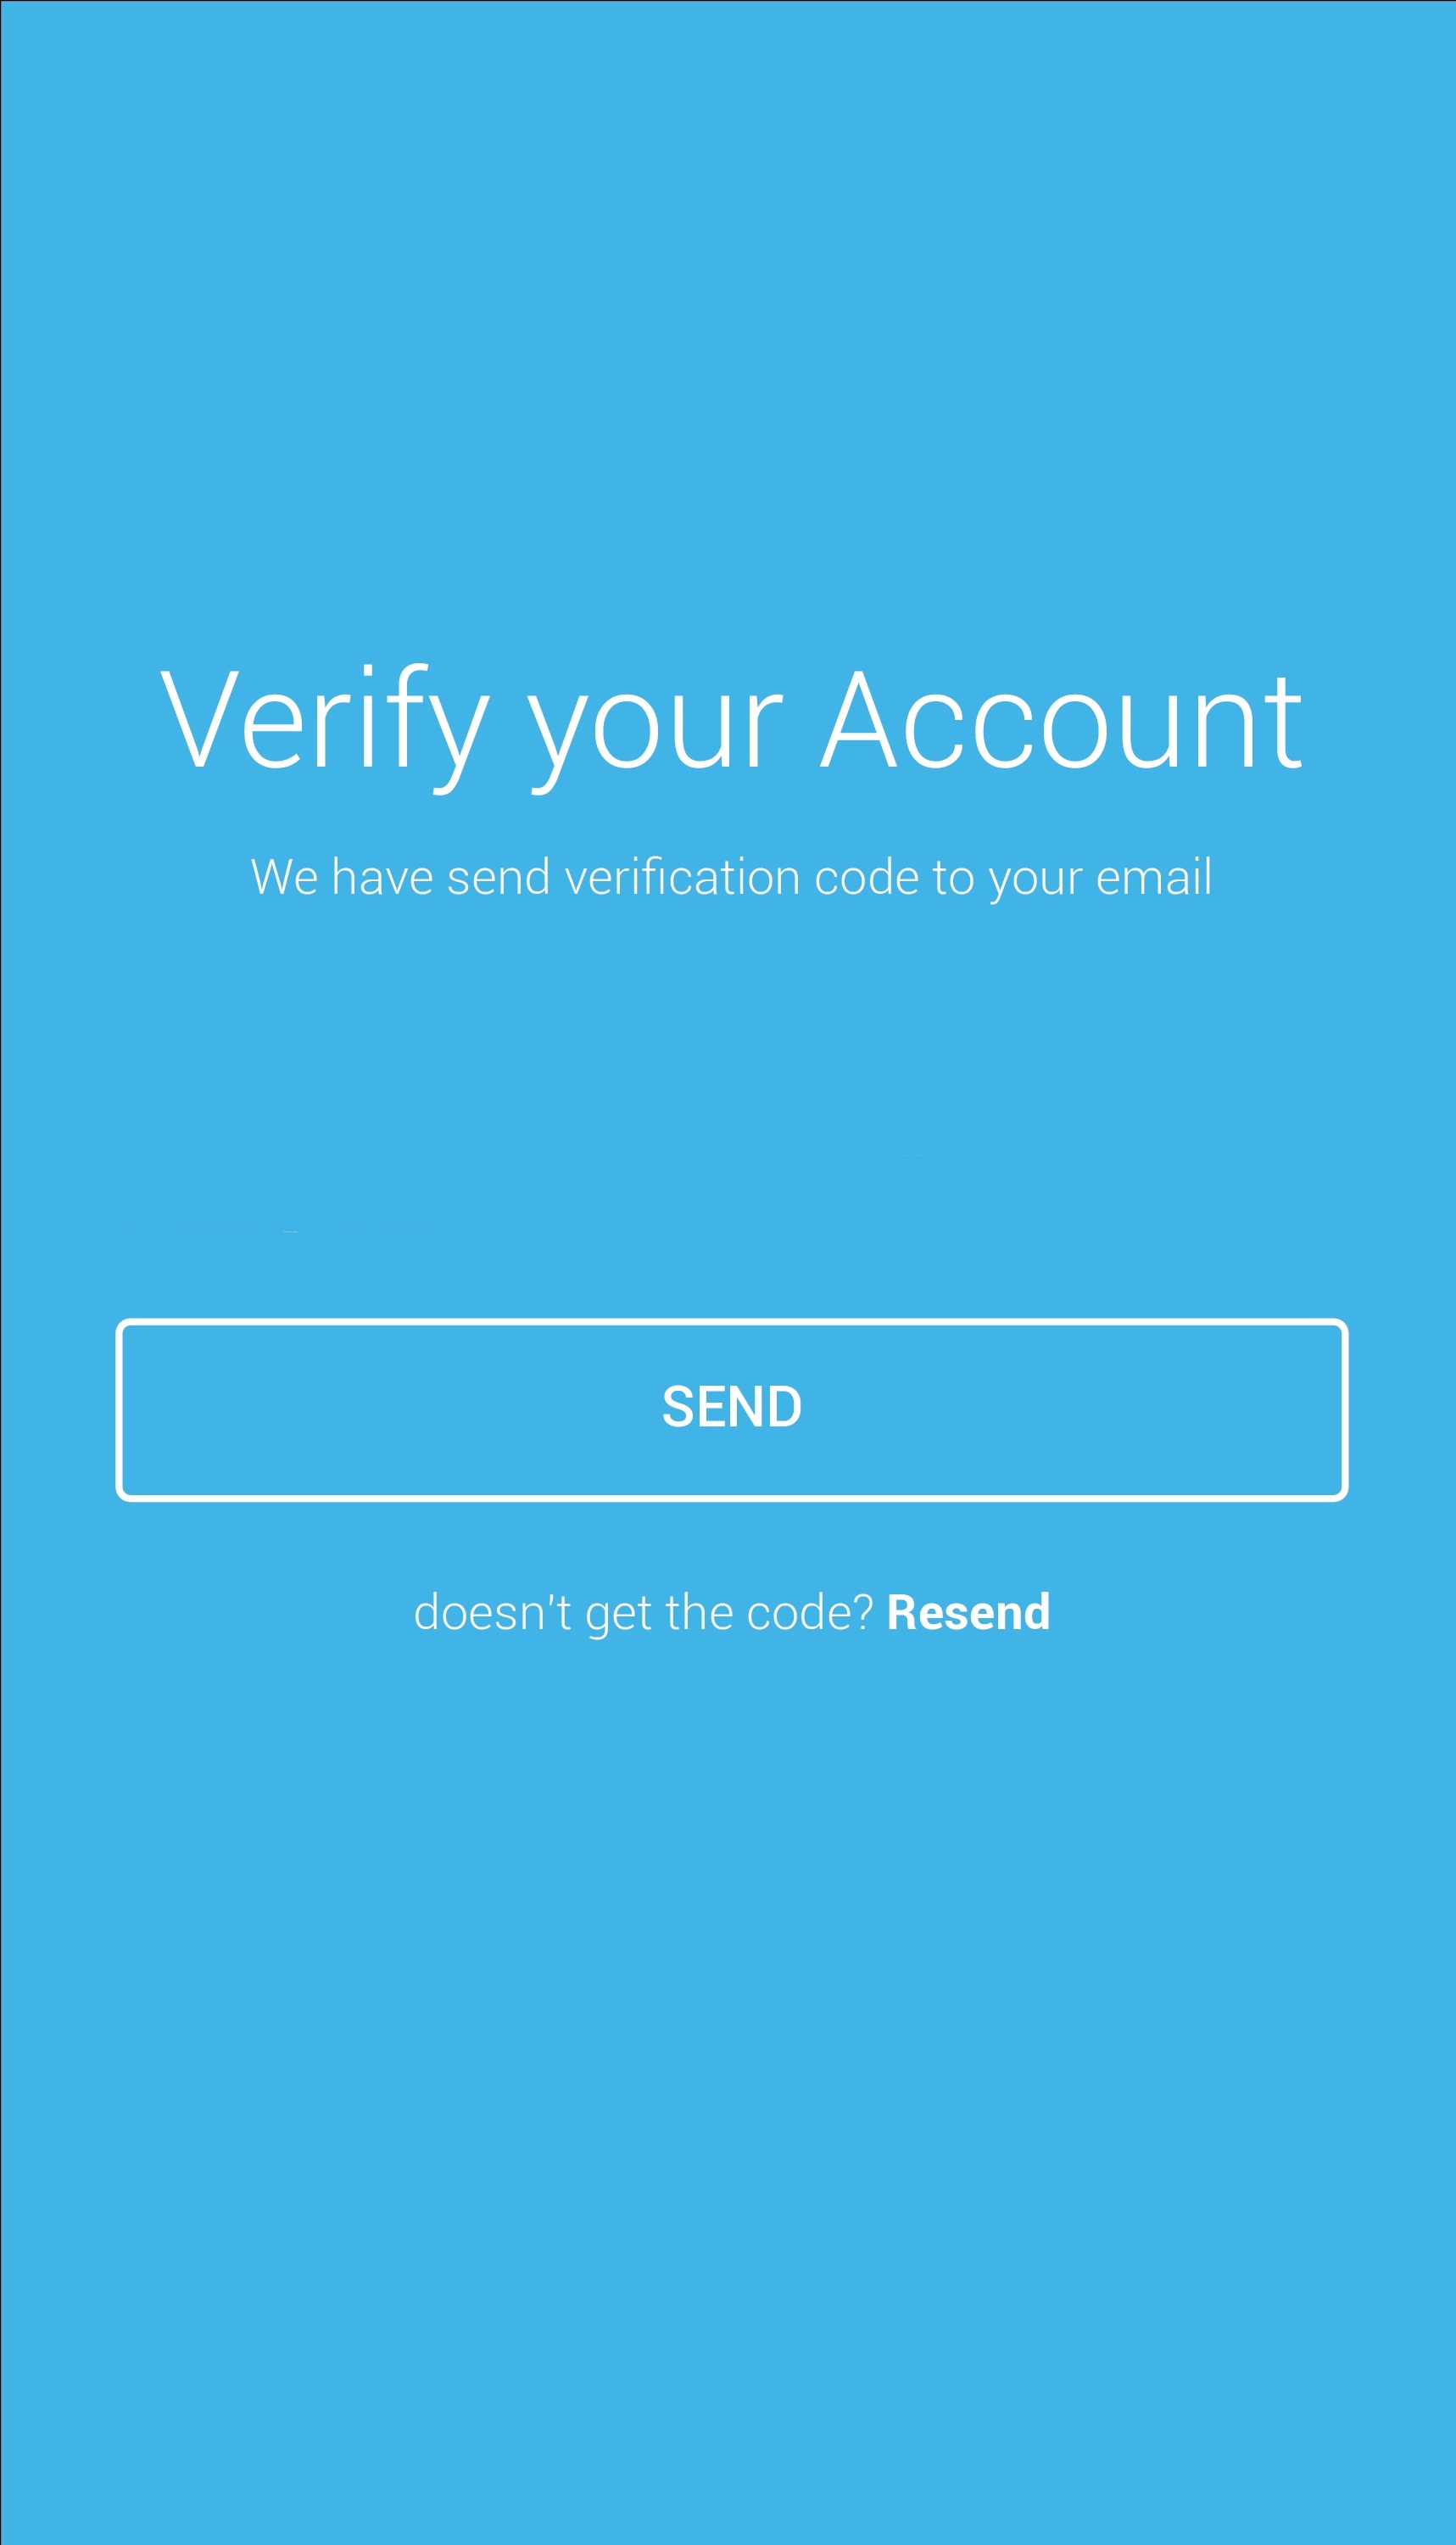 Verify your Account
We have send verification code to your email
SEND
doesn't get the code? Resend